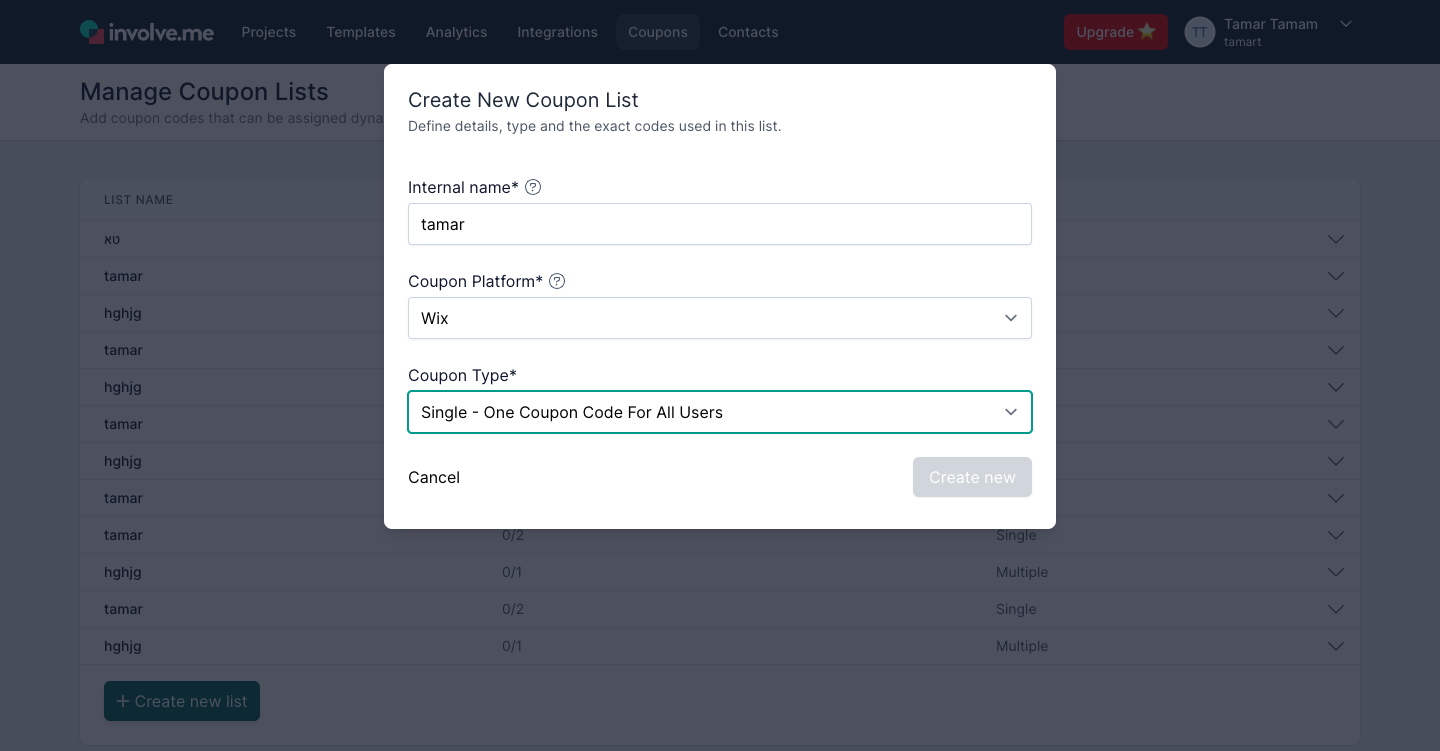 involve.me Projects Templates Analytics Integrations Coupons Contacts Upgrade ⭐ TT Tamar Tamam
tamart
Manage Coupon Lists
Add coupon codes that can be assigned dyna
Create New Coupon List
Define details, type and the exact codes used in this list.
Internal name* ?
tamar
Coupon Platform* ?
Wix
Coupon Type*
Single - One Coupon Code For All Users
Cancel Create new
LIST NAME
טא
tamar
hghjg
tamar
hghjg
tamar
hghjg
tamar
tamar 0/2 Single
hghjg 0/1 Multiple
tamar 0/2 Single
hghjg 0/1 Multiple
+ Create new list